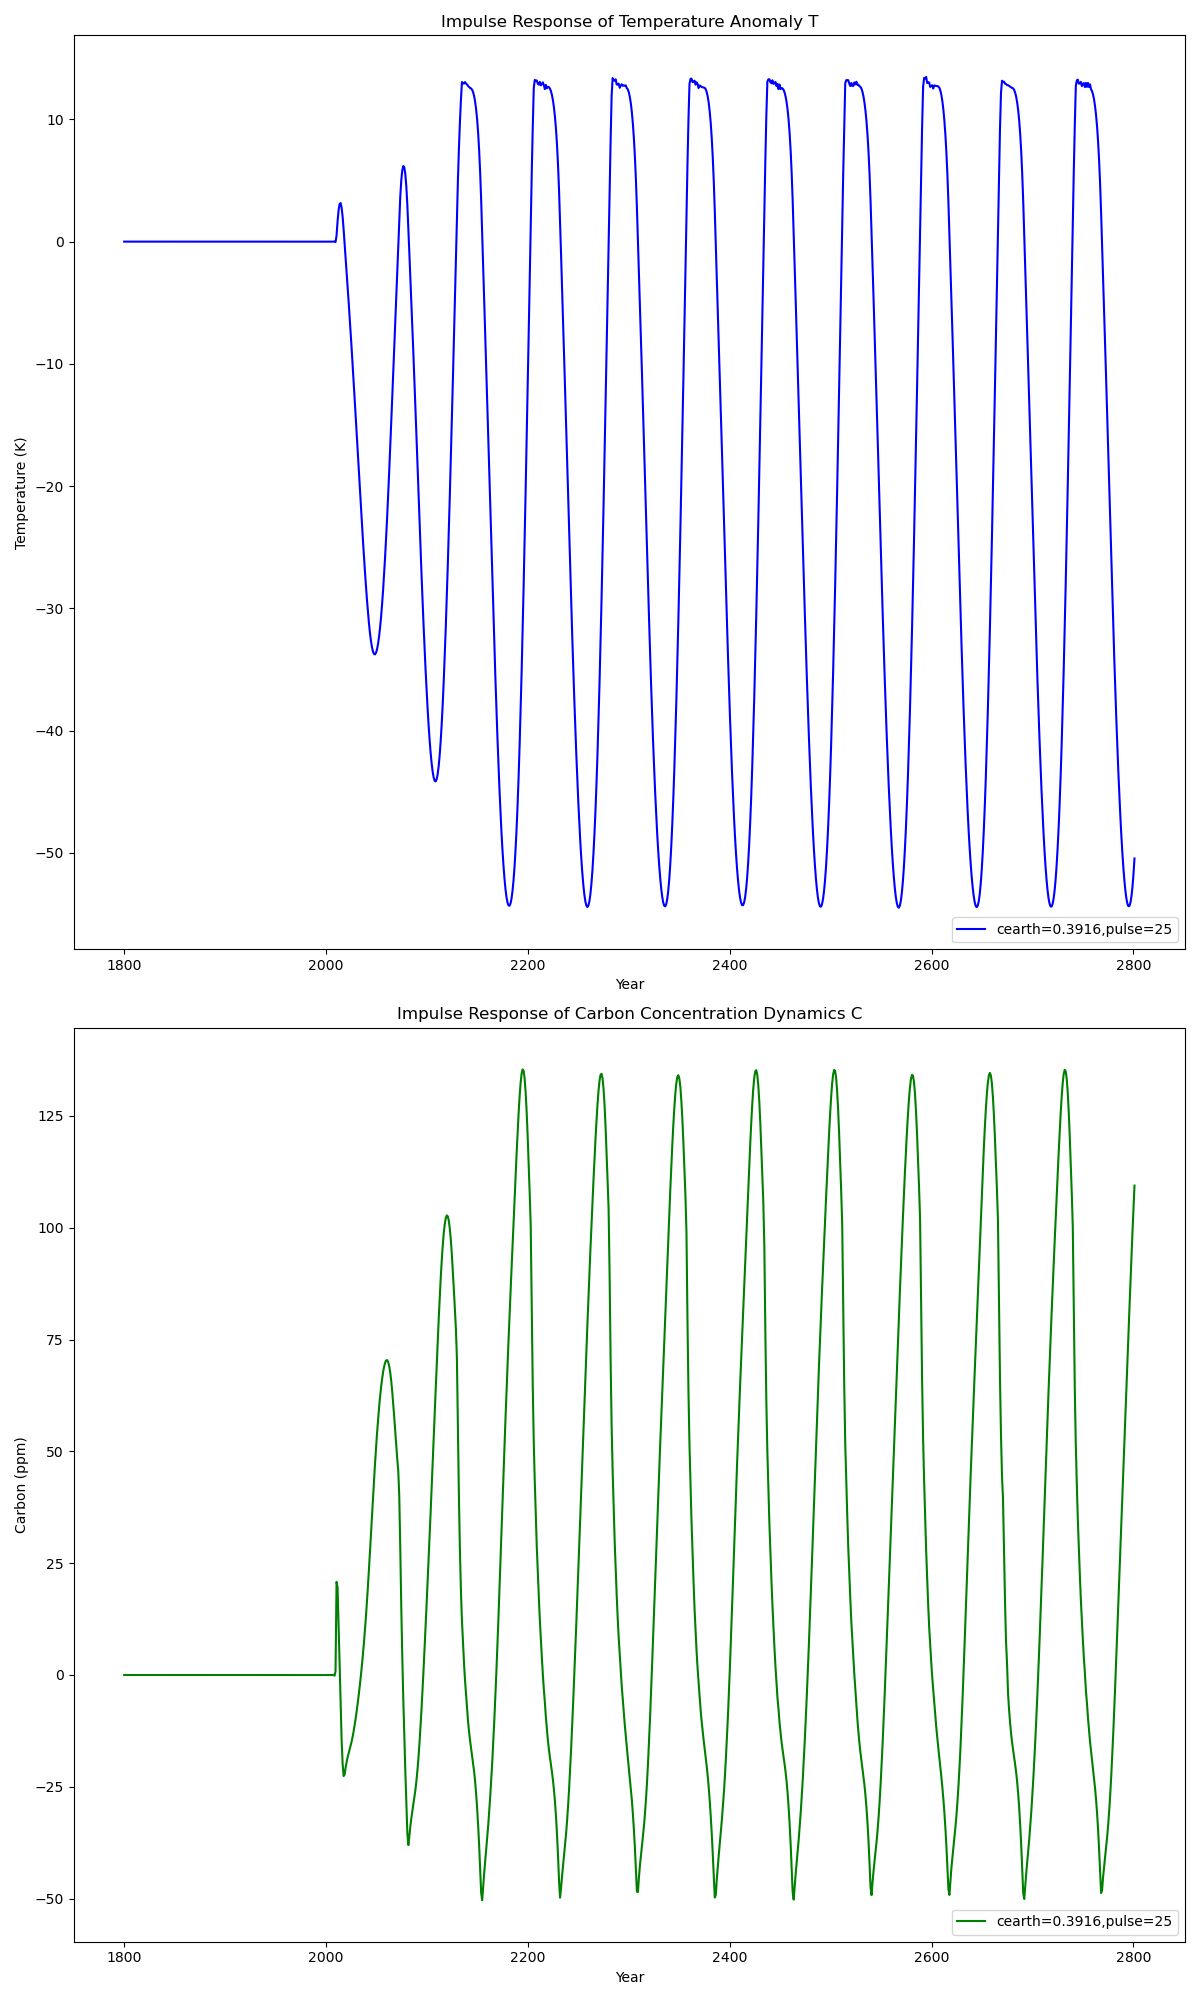 Impulse Response of Temperature Anomaly T
Temperature (K)
10
0
−10
−20
−30
−40
−50
1800 2000 2200 2400 2600 2800
Year
cearth=0.3916,pulse=25
Impulse Response of Carbon Concentration Dynamics C
Carbon (ppm)
125
100
75
50
25
0
−25
−50
1800 2000 2200 2400 2600 2800
Year
cearth=0.3916,pulse=25